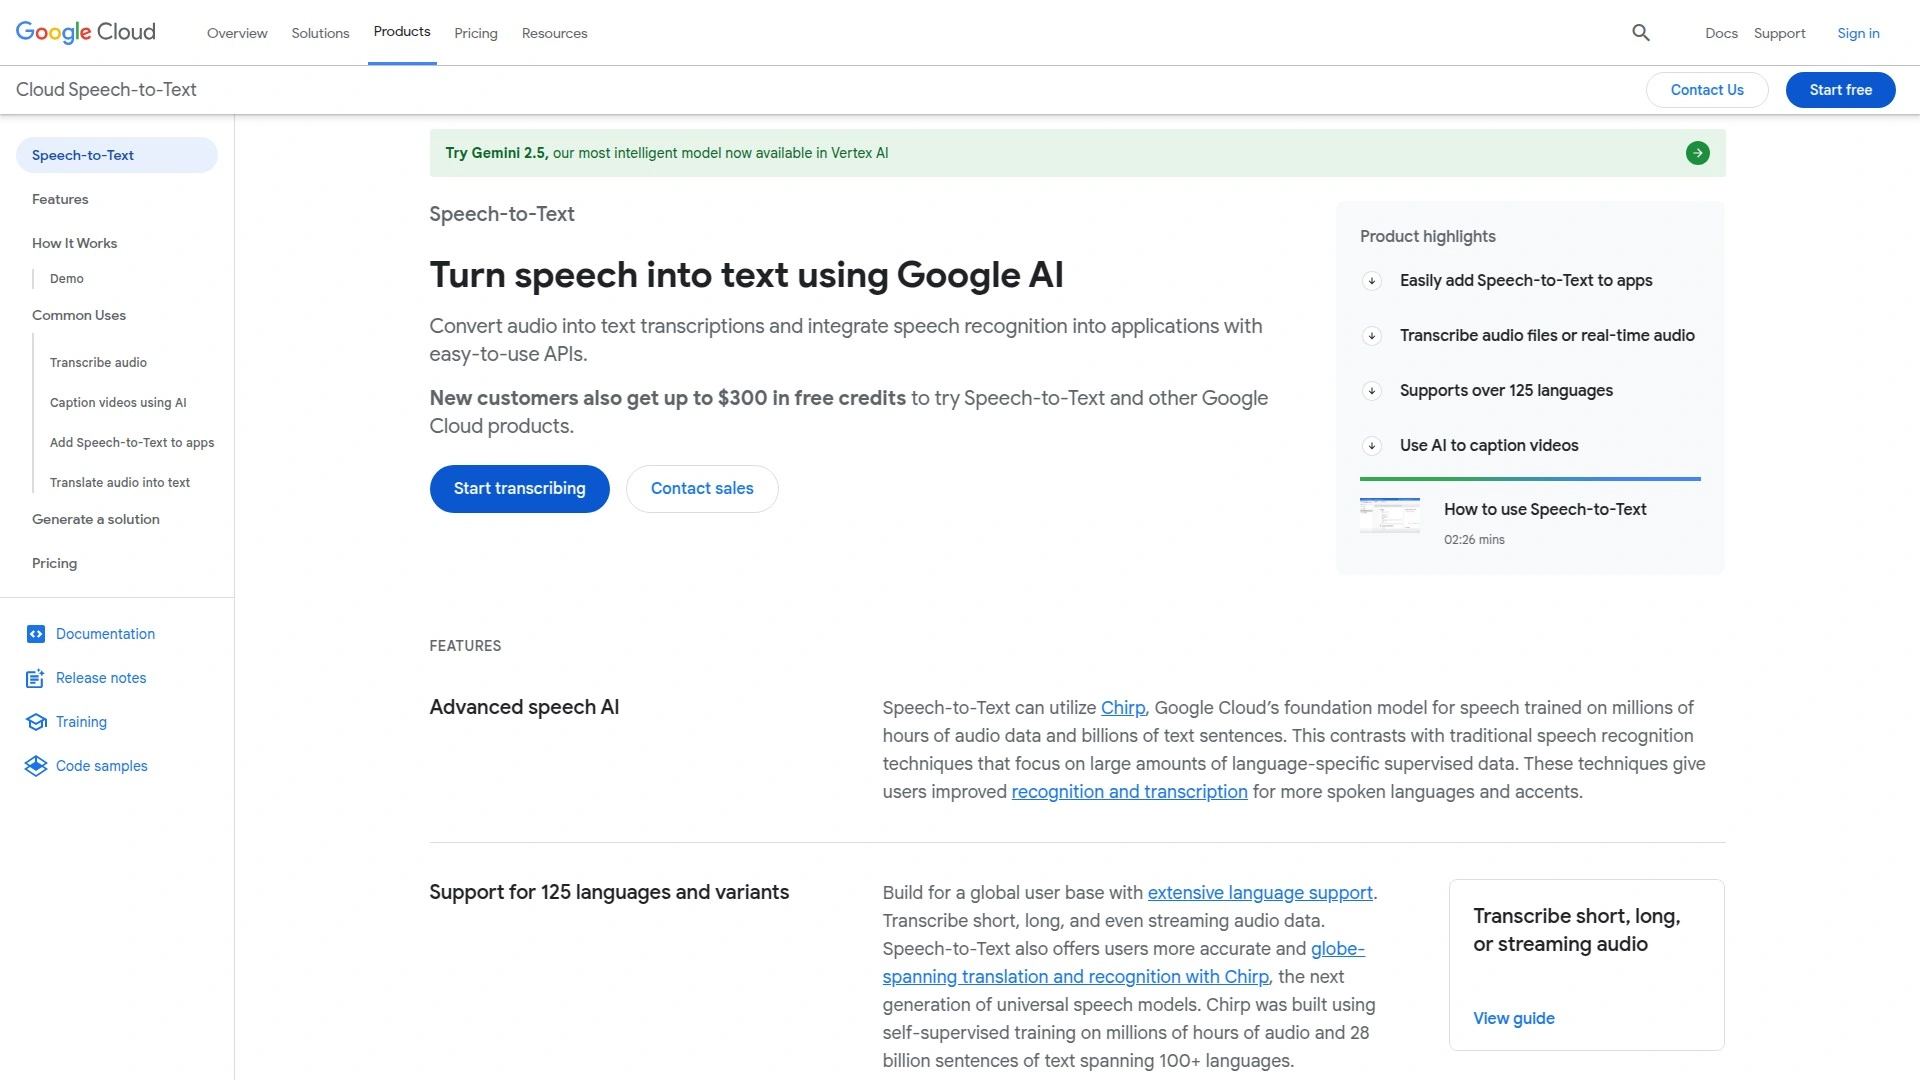 Google Cloud
Overview
Solutions
Products
Pricing
Resources
Docs
Support
Sign in
Cloud Speech-to-Text
Contact Us
Start free
Speech-to-Text
Features
How It Works
Demo
Common Uses
Transcribe audio
Caption videos using AI
Add Speech-to-Text to apps
Translate audio into text
Generate a solution
Pricing
Documentation
Release notes
Training
Code samples
Try Gemini 2.5, our most intelligent model now available in Vertex AI
Speech-to-Text
Turn speech into text using Google AI
Convert audio into text transcriptions and integrate speech recognition into applications with
easy-to-use APIs.
New customers also get up to $300 in free credits to try Speech-to-Text and other Google
Cloud products.
Start transcribing
Contact sales
Product highlights
Easily add Speech-to-Text to apps
Transcribe audio files or real-time audio
Supports over 125 languages
Use AI to caption videos
How to use Speech-to-Text
02:26 mins
FEATURES
Advanced speech AI
Speech-to-Text can utilize Chirp, Google Cloud’s foundation model for speech trained on millions of
hours of audio data and billions of text sentences. This contrasts with traditional speech recognition
techniques that focus on large amounts of language-specific supervised data. These techniques give
users improved recognition and transcription for more spoken languages and accents.
Support for 125 languages and variants
Build for a global user base with extensive language support.
Transcribe short, long, and even streaming audio data.
Speech-to-Text also offers users more accurate and globe-
spanning translation and recognition with Chirp, the next
generation of universal speech models. Chirp was built using
self-supervised training on millions of hours of audio and 28
billion sentences of text spanning 100+ languages.
Transcribe short, long,
or streaming audio
View guide